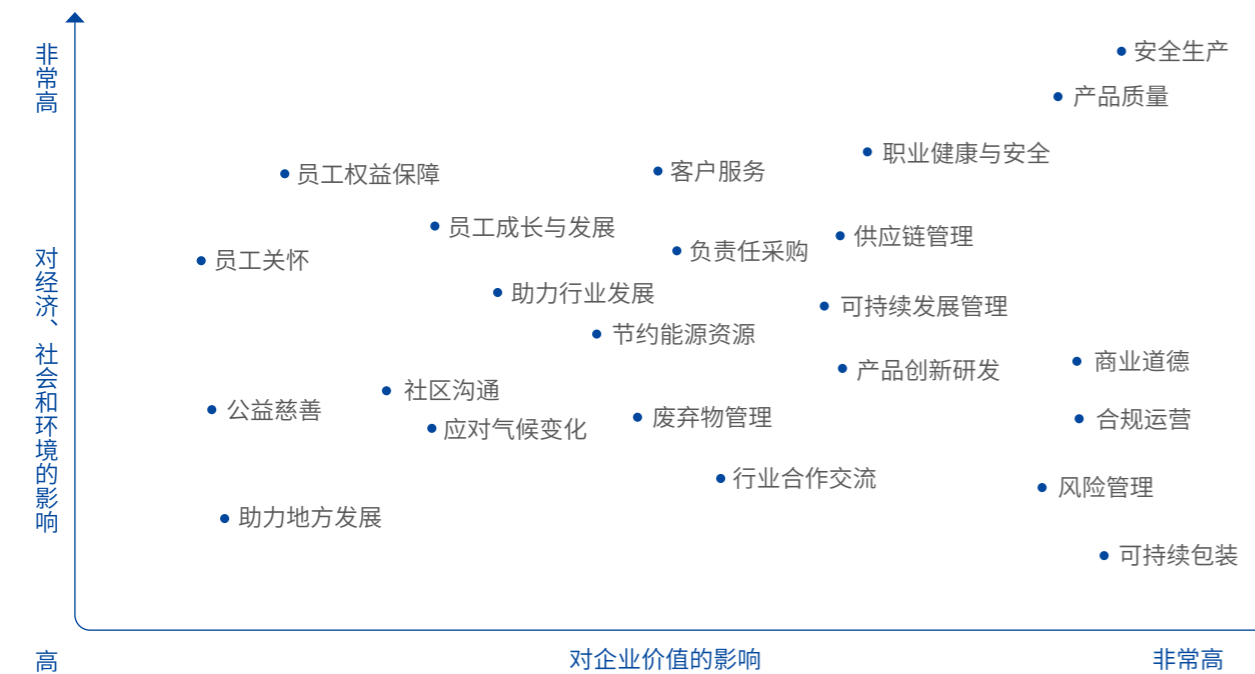 非常高
对经济、社会和环境的影响
高
安全生产
产品质量
职业健康与安全
客户服务
员工权益保障
员工成长与发展
供应链管理
负责任采购
员工关怀
助力行业发展
可持续发展管理
节约能源资源
商业道德
产品创新研发
社区沟通
公益慈善
废弃物管理
合规运营
应对气候变化
行业合作交流
风险管理
助力地方发展
可持续包装
对企业价值的影响
非常高